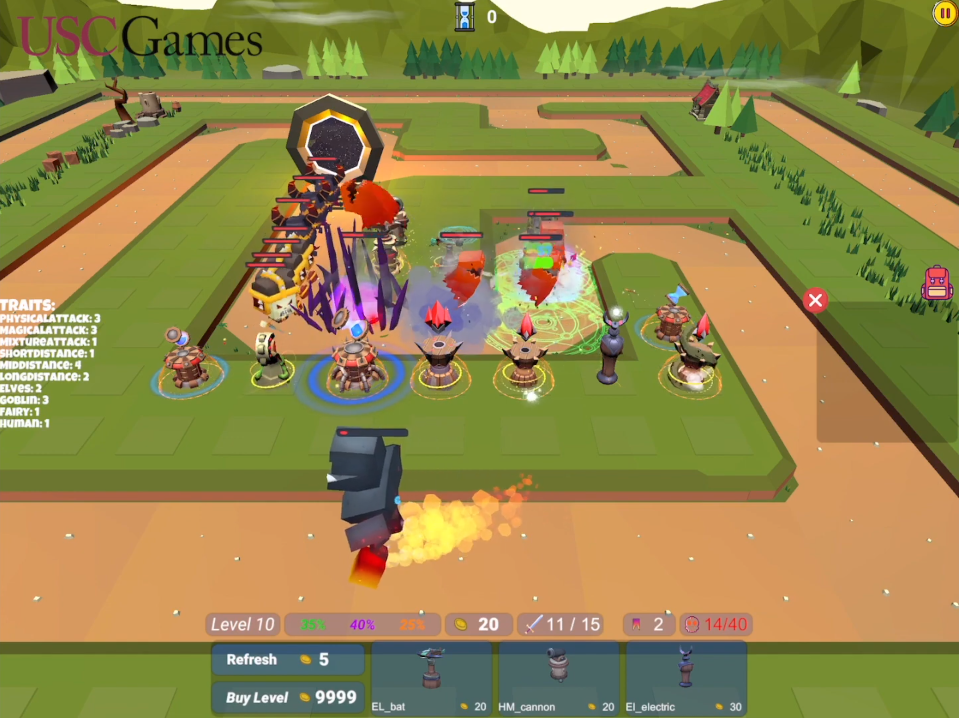 USC Games
0
TRAITS:
PHYSICALATTACK: 3
MAGICALATTACK: 3
MIXTUREATTACK: 1
SHORTDISTANCE: 1
MIDDISTANCE: 4
LONGDISTANCE: 2
ELVES: 2
GOBLIN: 3
FAIRY: 1
HUMAN: 1
Level 10 35% 40% 25% 20 11 / 15 2 14/40
Refresh 5
Buy Level 9999
EL_bat 20 HM_cannon 20 El_electric 30